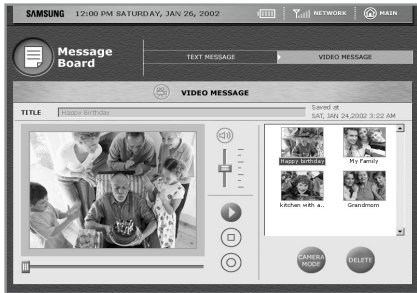 SAMSUNG 12:00 PM SATURDAY, JAN 26, 2002 NETWORK MAIN
Message
Board
TEXT MESSAGE VIDEO MESSAGE
VIDEO MESSAGE
TITLE Happy Birthday
Saved at
SAT, JAN 24,2002 3:22 AM
Happy birthday My Family
kitchen with a.. Grandmom
CAMERA
MODE
DELETE